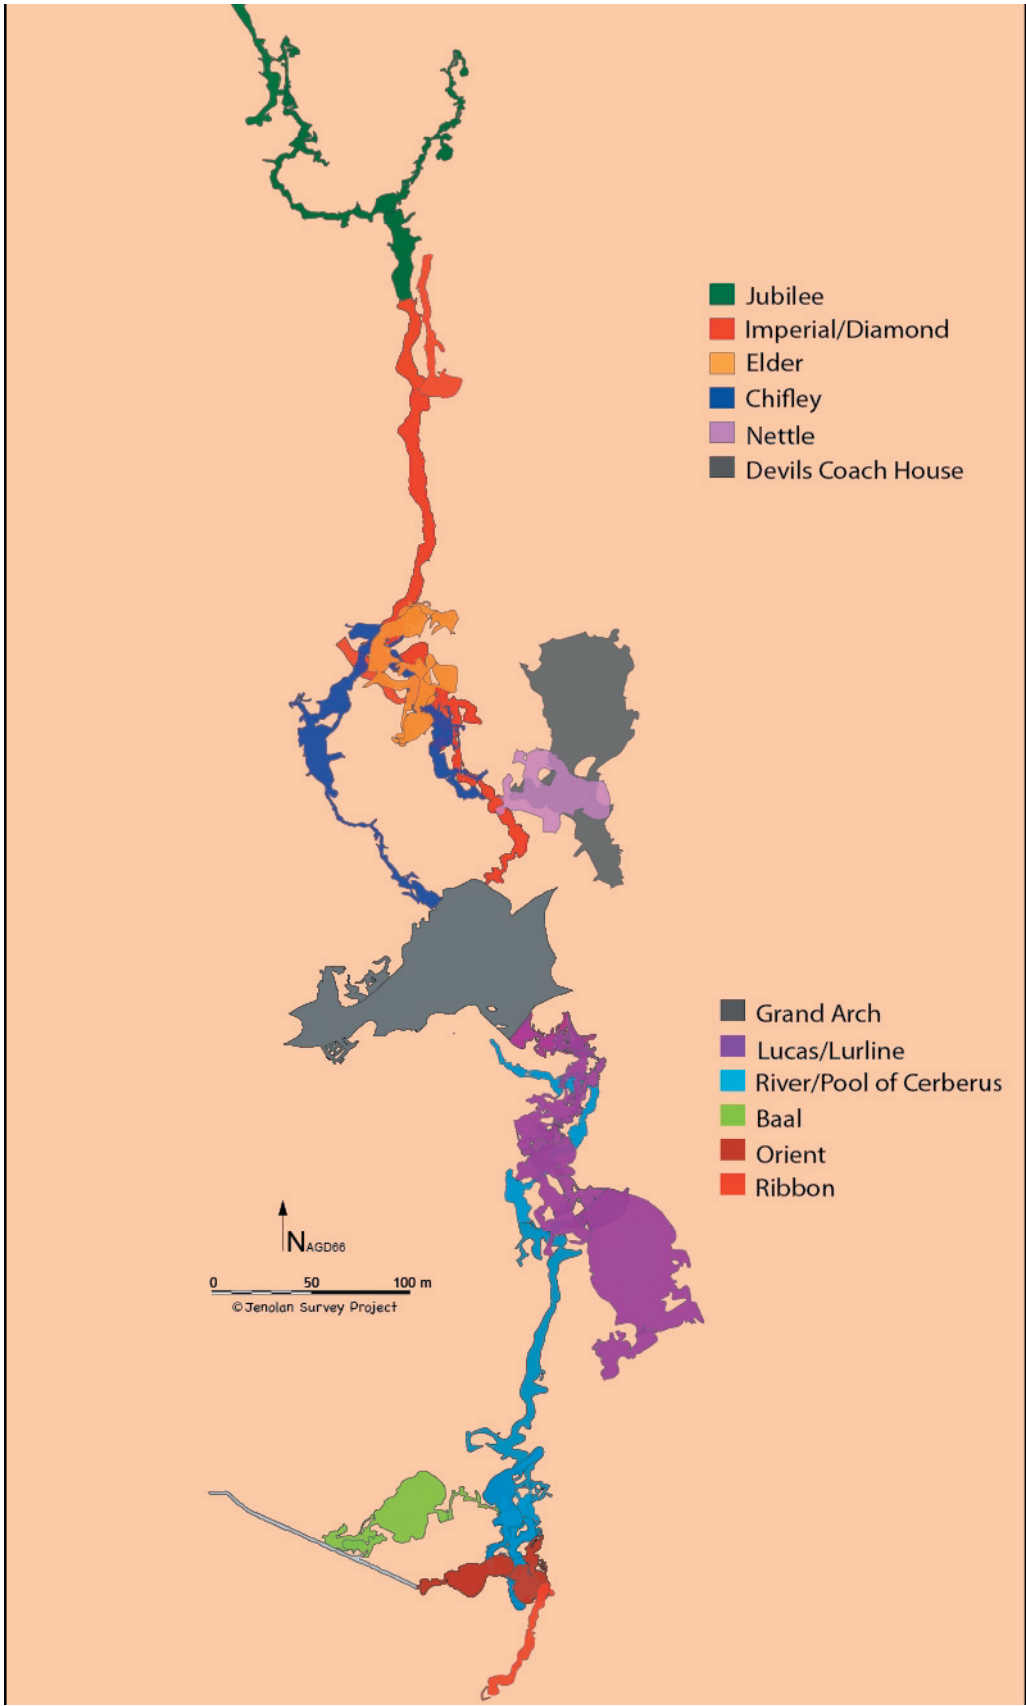 Jubilee
Imperial/Diamond
Elder
Chifley
Nettle
Devils Coach House
Grand Arch
Lucas/Lurline
River/Pool of Cerberus
Baal
Orient
Ribbon
NAGD66
0 50 100 m
©Jenolan Survey Project